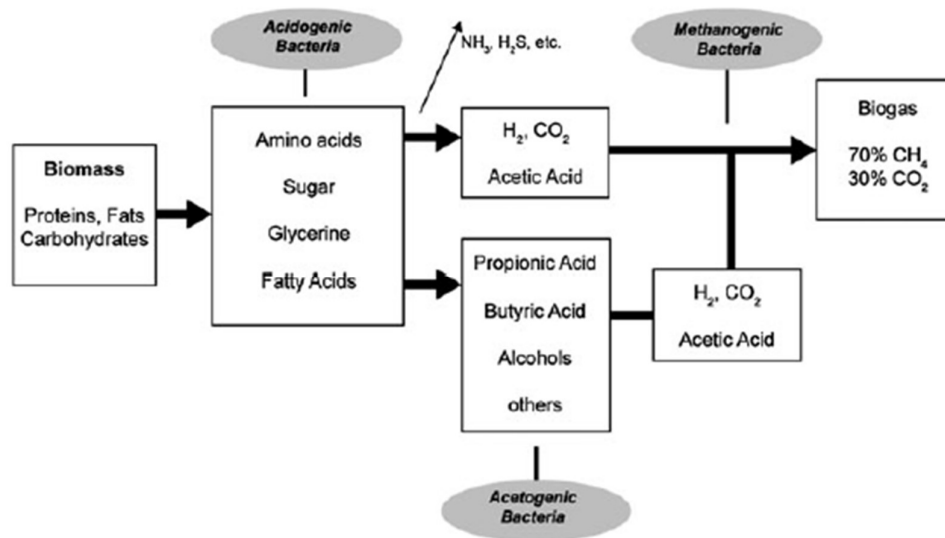 Acidogenic
Bacteria
NH₃, H₂S, etc.
Methanogenic
Bacteria
Biomass
Proteins, Fats
Carbohydrates
Amino acids
Sugar
Glycerine
Fatty Acids
H₂, CO₂
Acetic Acid
Propionic Acid
Butyric Acid
Alcohols
others
H₂, CO₂
Acetic Acid
Biogas
70% CH₄
30% CO₂
Acetogenic
Bacteria